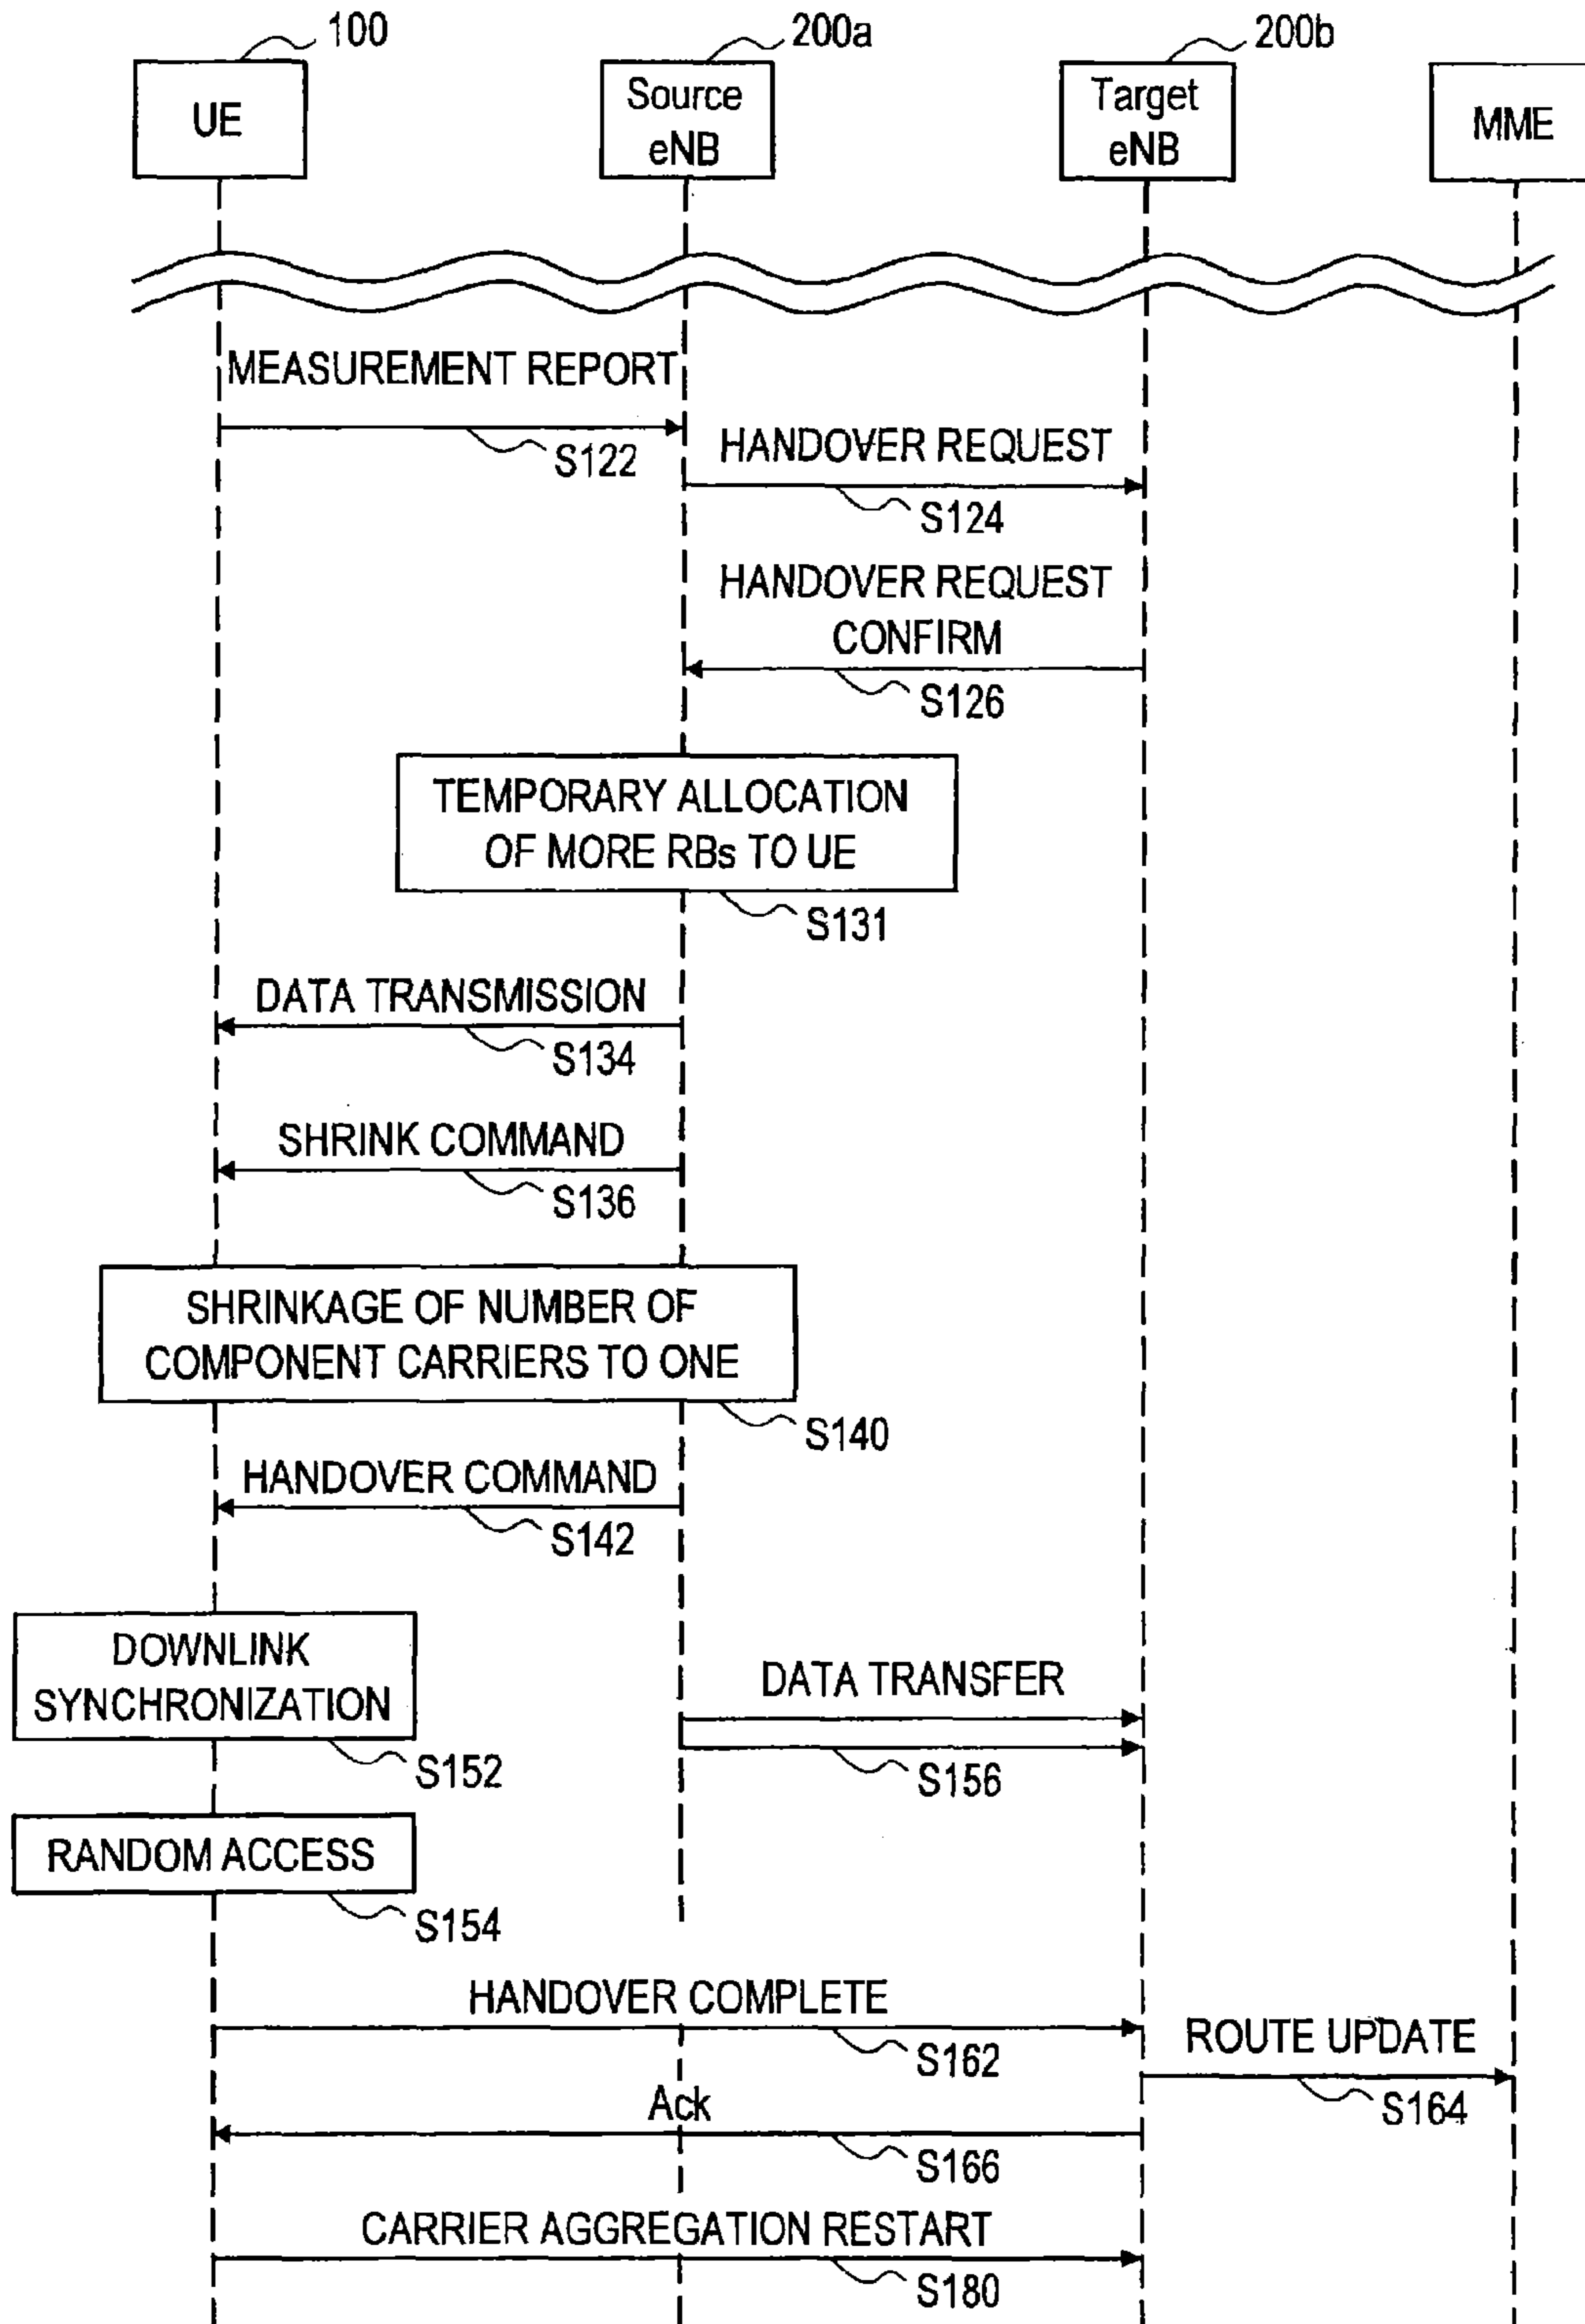 100
200a
200b
UE
Source
eNB
Target
eNB
MME
MEASUREMENT REPORT
S122
HANDOVER REQUEST
S124
HANDOVER REQUEST
CONFIRM
S126
TEMPORARY ALLOCATION
OF MORE RBs TO UE
S131
DATA TRANSMISSION
S134
SHRINK COMMAND
S136
SHRINKAGE OF NUMBER OF
COMPONENT CARRIERS TO ONE
S140
HANDOVER COMMAND
S142
DOWNLINK
SYNCHRONIZATION
S152
DATA TRANSFER
S156
RANDOM ACCESS
S154
HANDOVER COMPLETE
S162
ROUTE UPDATE
S164
Ack
S166
CARRIER AGGREGATION RESTART
S180